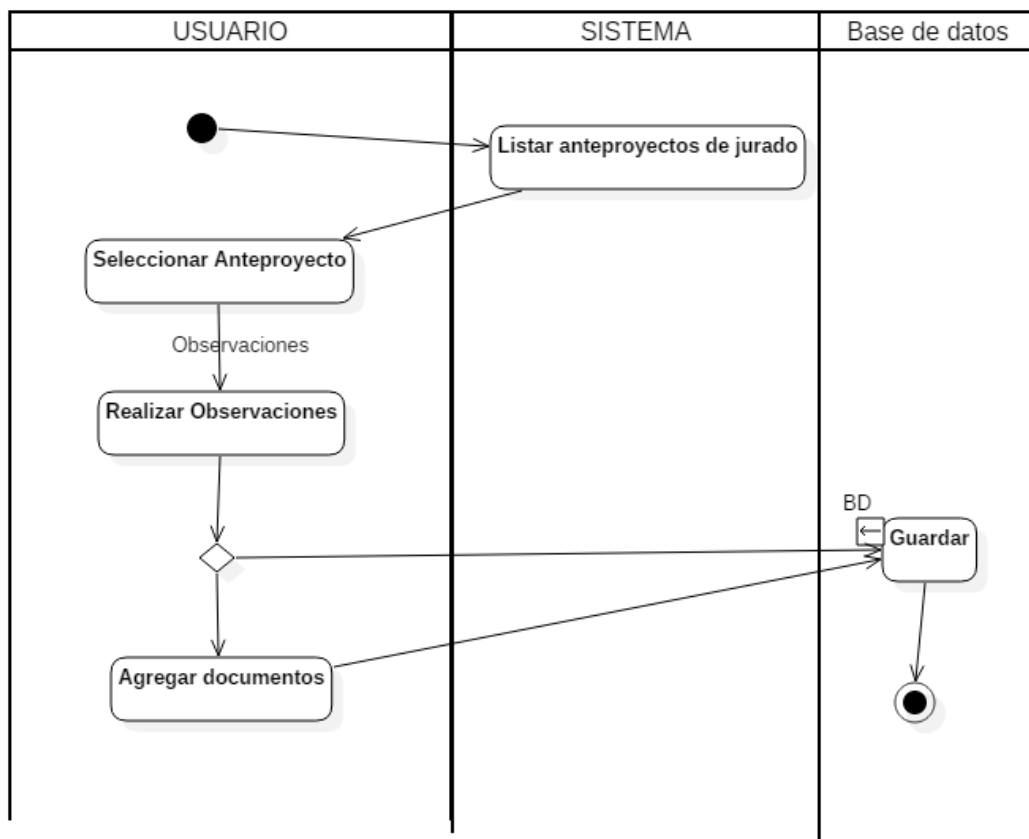 USUARIO
SISTEMA
Base de datos
Listar anteproyectos de jurado
Seleccionar Anteproyecto
Observaciones
Realizar Observaciones
BD
Guardar
Agregar documentos